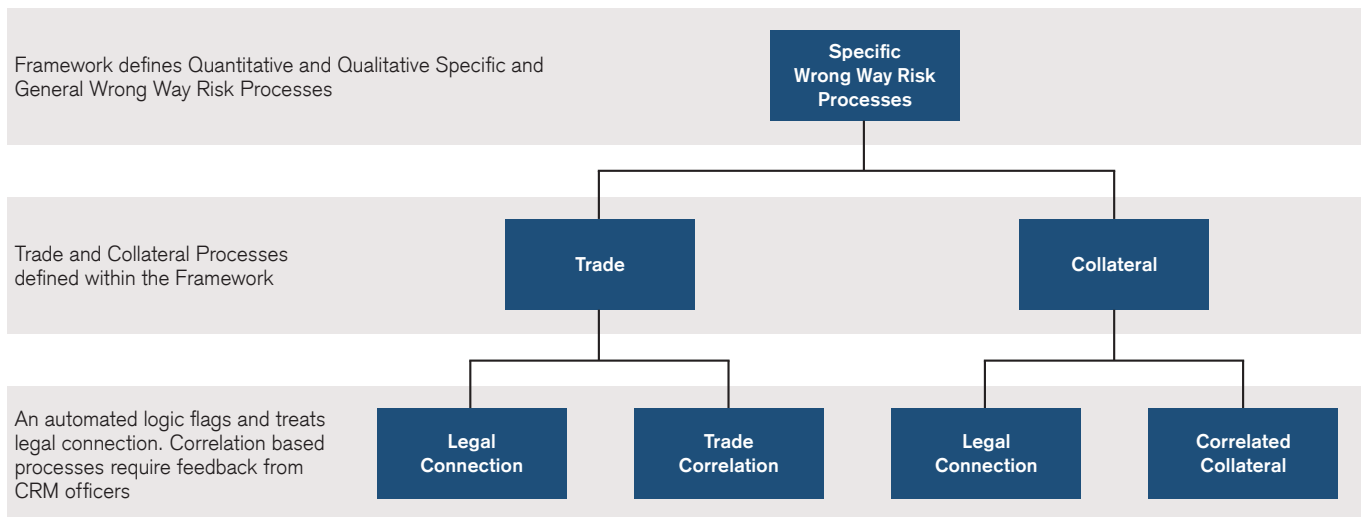 Framework defines Quantitative and Qualitative Specific and
General Wrong Way Risk Processes
Specific
Wrong Way Risk
Processes
Trade and Collateral Processes
defined within the Framework
Trade
Collateral
An automated logic flags and treats
legal connection. Correlation based
processes require feedback from
CRM officers
Legal
Connection
Trade
Correlation
Legal
Connection
Correlated
Collateral